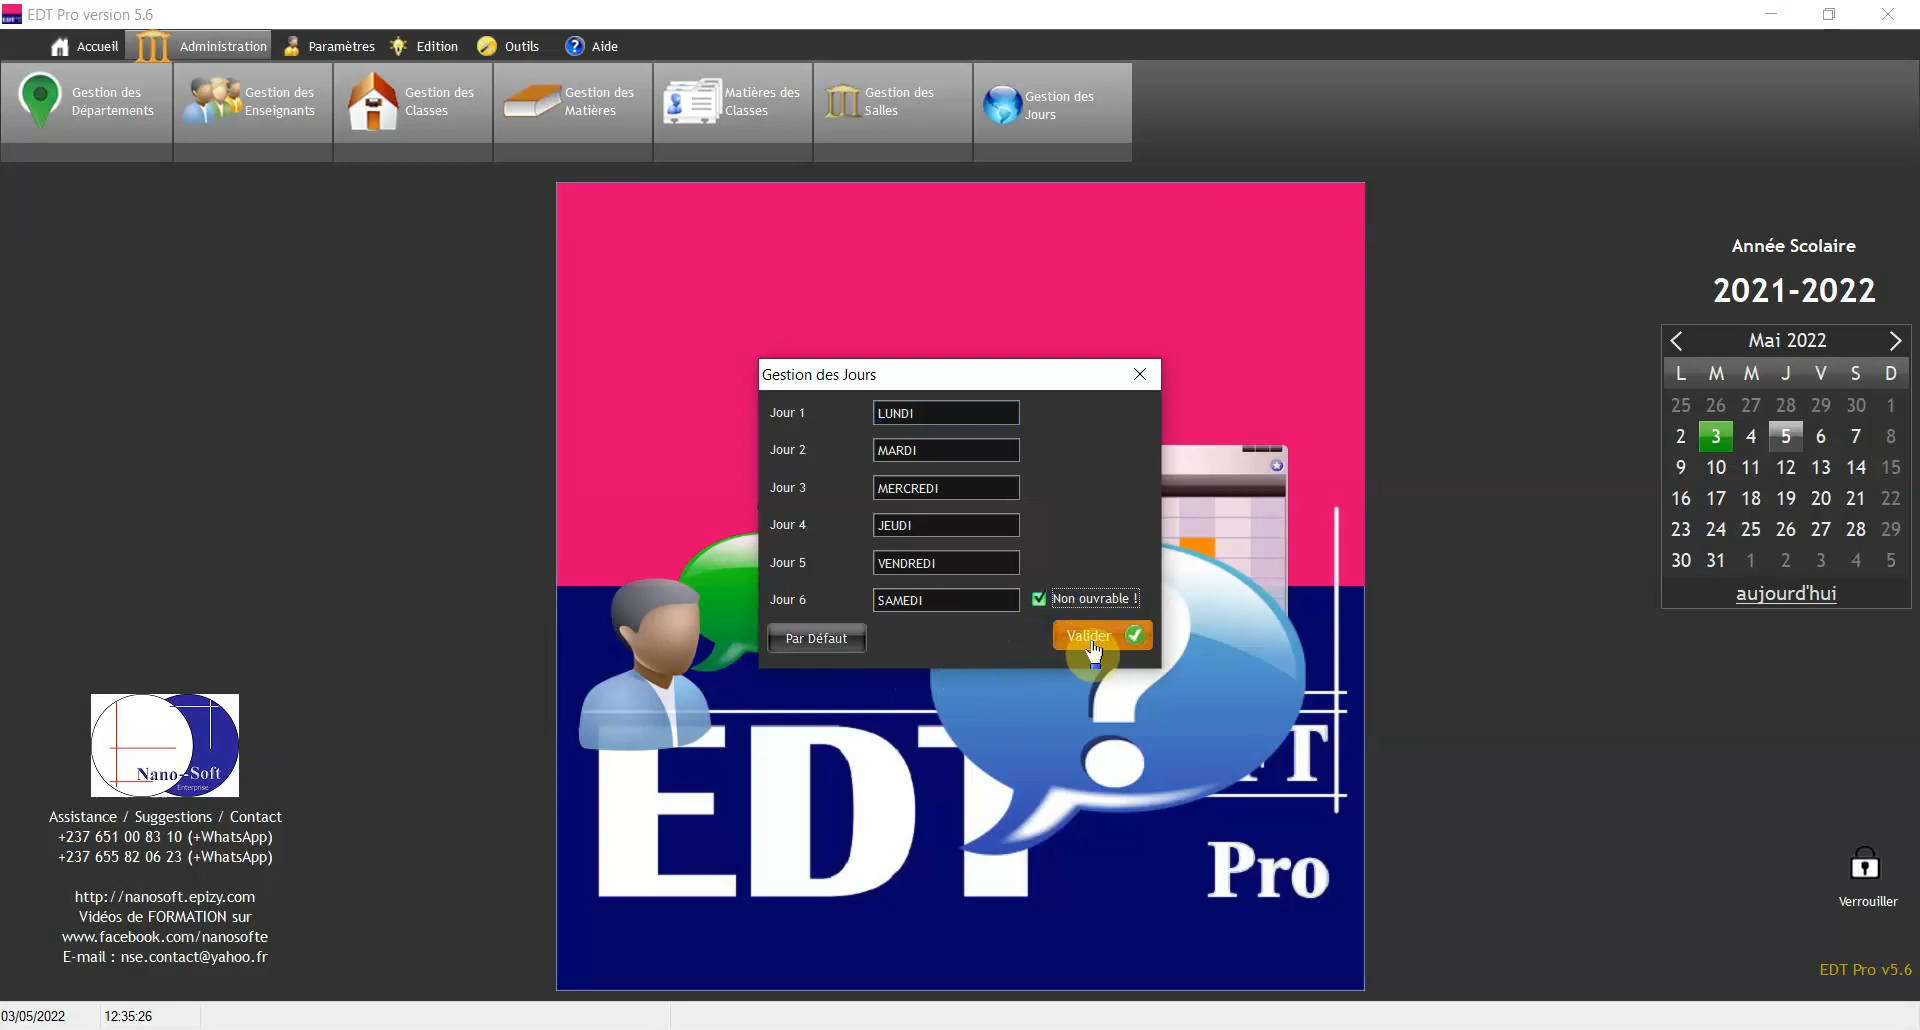 EDT Pro version 5.6
Accueil Administration Paramètres Edition Outils Aide
Gestion des
Départements
Gestion des
Enseignants
Gestion des
Classes
Gestion des
Matières
Matières des
Classes
Gestion des
Salles
Gestion des
Jours
Année Scolaire
2021-2022
Mai 2022
L M M J V S D
25 26 27 28 29 30 1
2 3 4 5 6 7 8
9 10 11 12 13 14 15
16 17 18 19 20 21 22
23 24 25 26 27 28 29
30 31 1 2 3 4 5
aujourd'hui
Gestion des Jours
Jour 1 LUNDI
Jour 2 MARDI
Jour 3 MERCREDI
Jour 4 JEUDI
Jour 5 VENDREDI
Jour 6 SAMEDI Non ouvrable !
Par Défaut Valider
EDT
Pro
Nano-Soft
Enterprise
Assistance / Suggestions / Contact
+237 651 00 83 10 (+WhatsApp)
+237 655 82 06 23 (+WhatsApp)
http://nanosoft.epizy.com
Vidéos de FORMATION sur
www.facebook.com/nanosofte
E-mail : nse.contact@yahoo.fr
Verrouiller
EDT Pro v5.6
03/05/2022 12:35:26